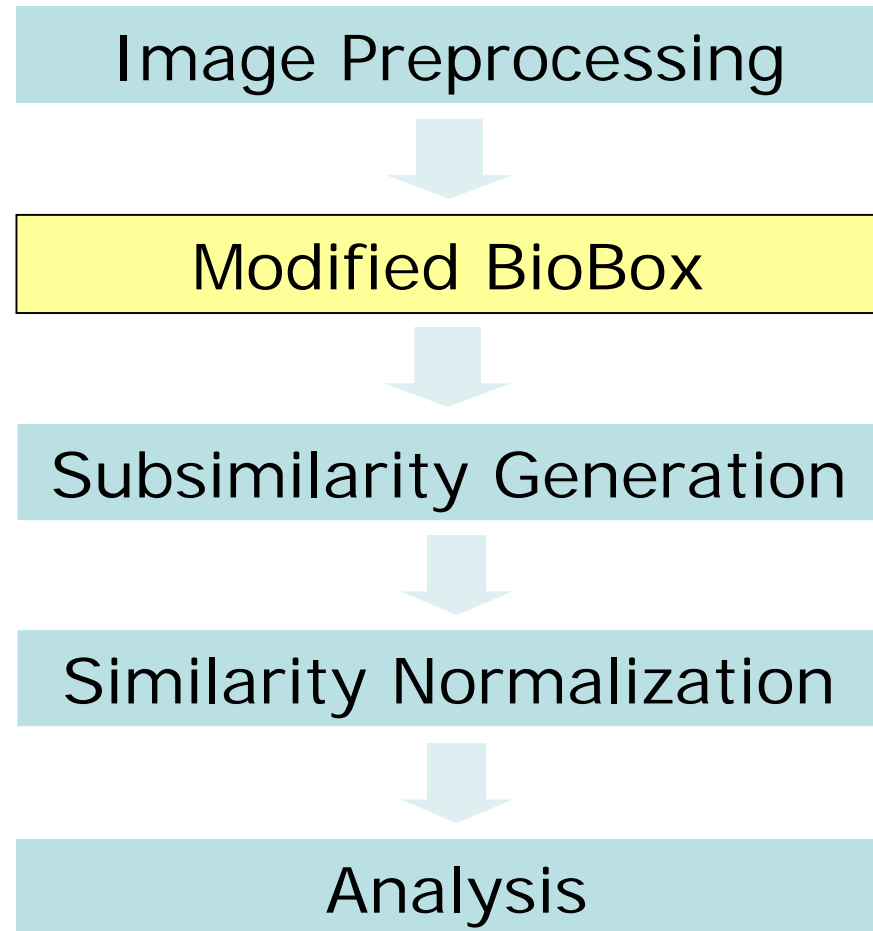 Image Preprocessing
Modified BioBox
Subsimilarity Generation
Similarity Normalization
Analysis